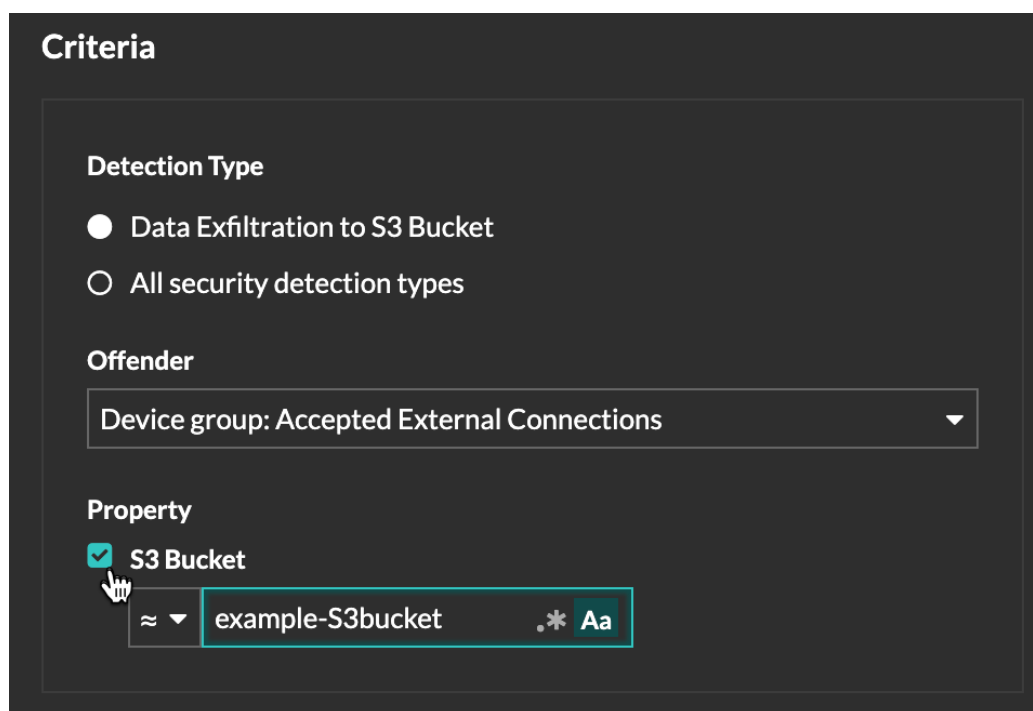 Criteria
Detection Type
Data Exfiltration to S3 Bucket
All security detection types
Offender
Device group: Accepted External Connections
Property
S3 Bucket
≈ example-S3bucket .* Aa